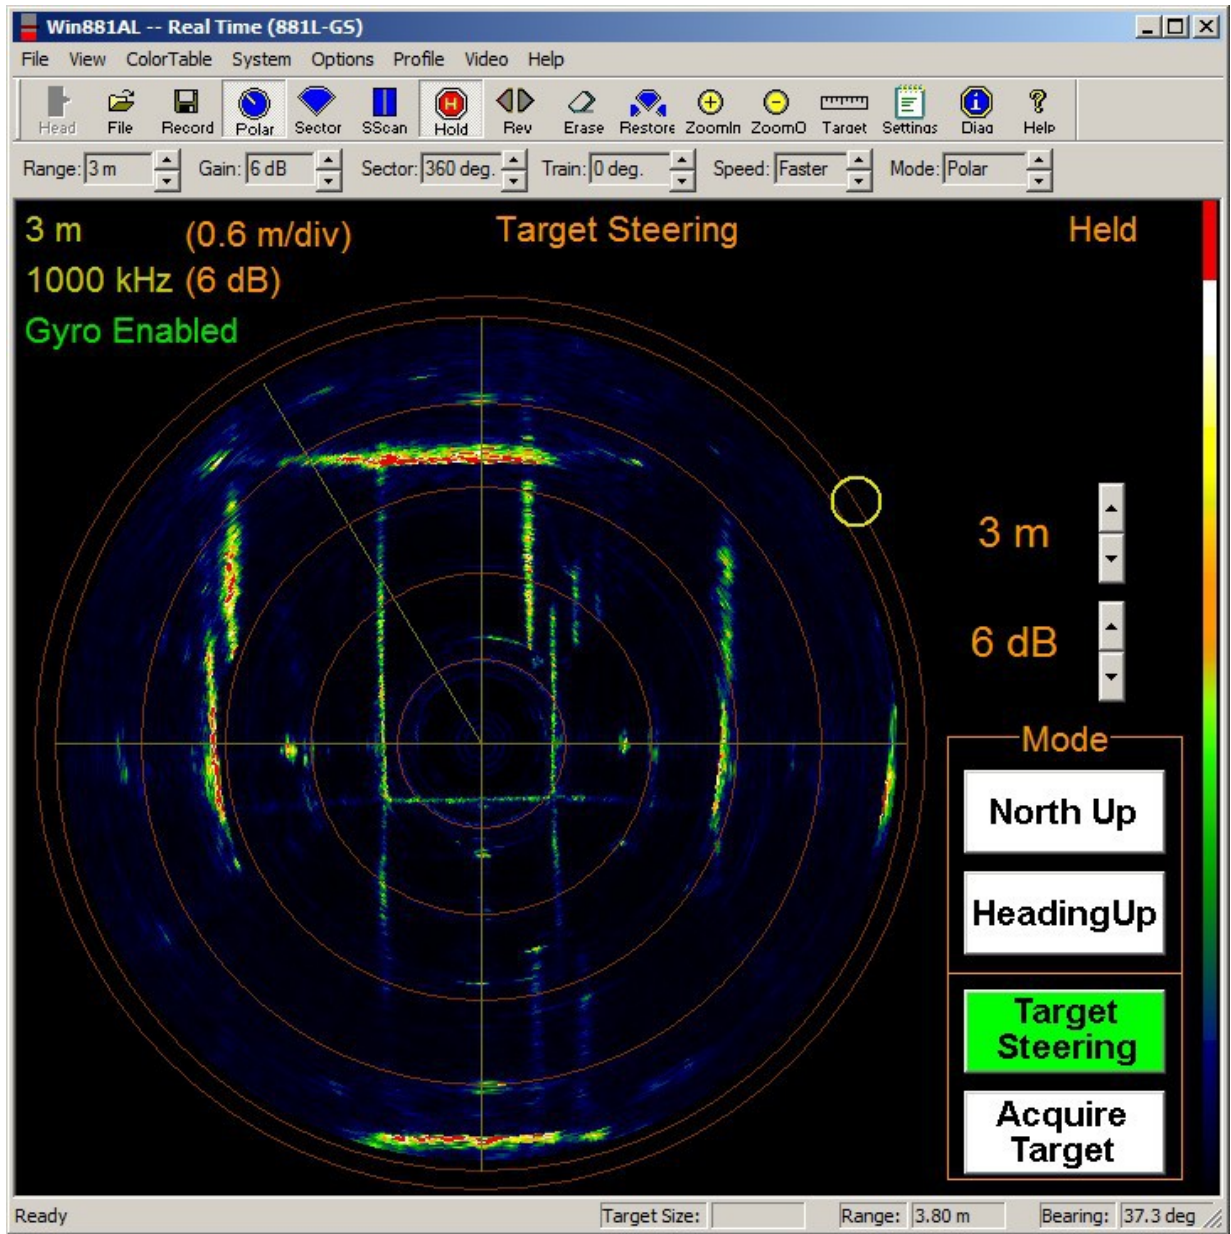 Win881AL -- Real Time (881L-GS)
File View ColorTable System Options Profile Video Help
Head File Record Polar Sector SScan Hold Rev Erase Restore ZoomIn ZoomO Target Settings Diag Help
Range: 3 m Gain: 6 dB Sector: 360 deg. Train: 0 deg. Speed: Faster Mode: Polar
3 m (0.6 m/div) Target Steering Held
1000 kHz (6 dB)
Gyro Enabled
3 m
6 dB
Mode
North Up
HeadingUp
Target
Steering
Acquire
Target
Ready Target Size: Range: 3.80 m Bearing: 37.3 deg